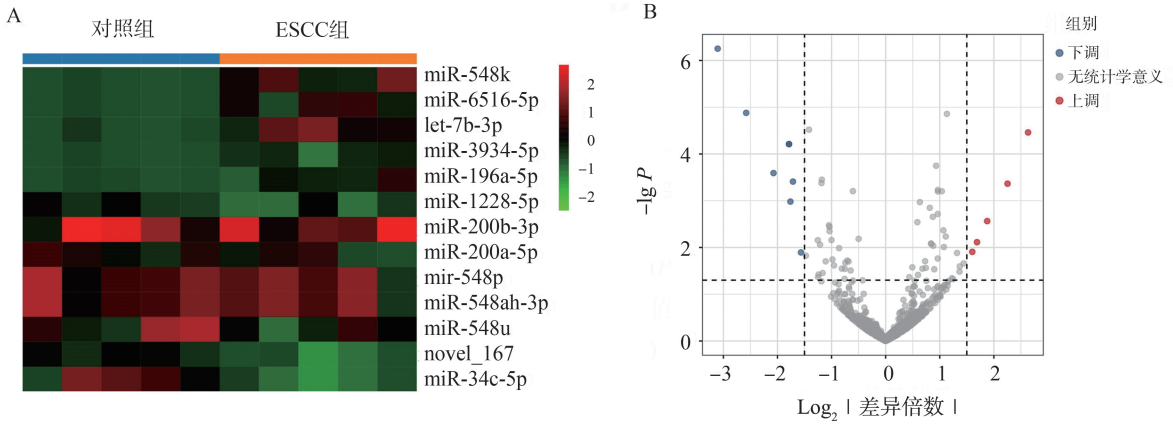 A
对照组
ESCC组
miR-548k
miR-6516-5p
let-7b-3p
miR-3934-5p
miR-196a-5p
miR-1228-5p
miR-200b-3p
miR-200a-5p
mir-548p
miR-548ah-3p
miR-548u
novel_167
miR-34c-5p
2
1
0
−1
−2
B
组别
下调
无统计学意义
上调
−lg P
6
4
2
0
−3
−2
−1
0
1
2
Log2 | 差异倍数 |